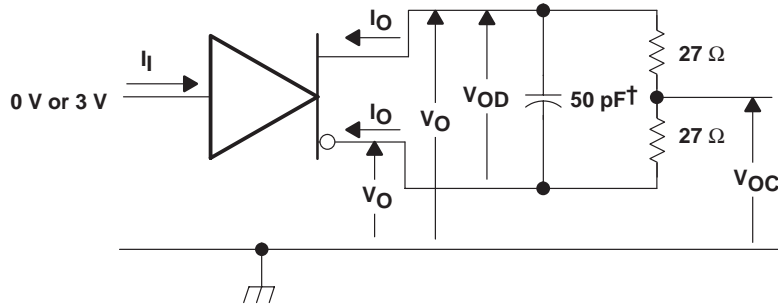 I_O
27 Ω
I_I
V_OD
50 pF†
0 V or 3 V
I_O
V_O
27 Ω
V_O
V_OC